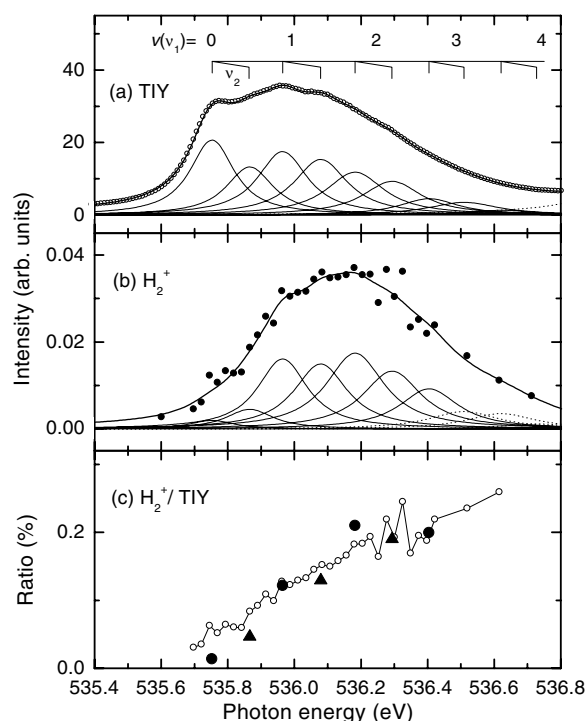 v(ν₁)= 0 1 2 3 4
ν₂
60
(a) TIY
40
20
0
Intensity (arb. units)
0.04
(b) H₂⁺
0.02
0.00
(c) H₂⁺/ TIY
Ratio (%)
0.2
0.0
535.4 535.6 535.8 536.0 536.2 536.4 536.6 536.8
Photon energy (eV)